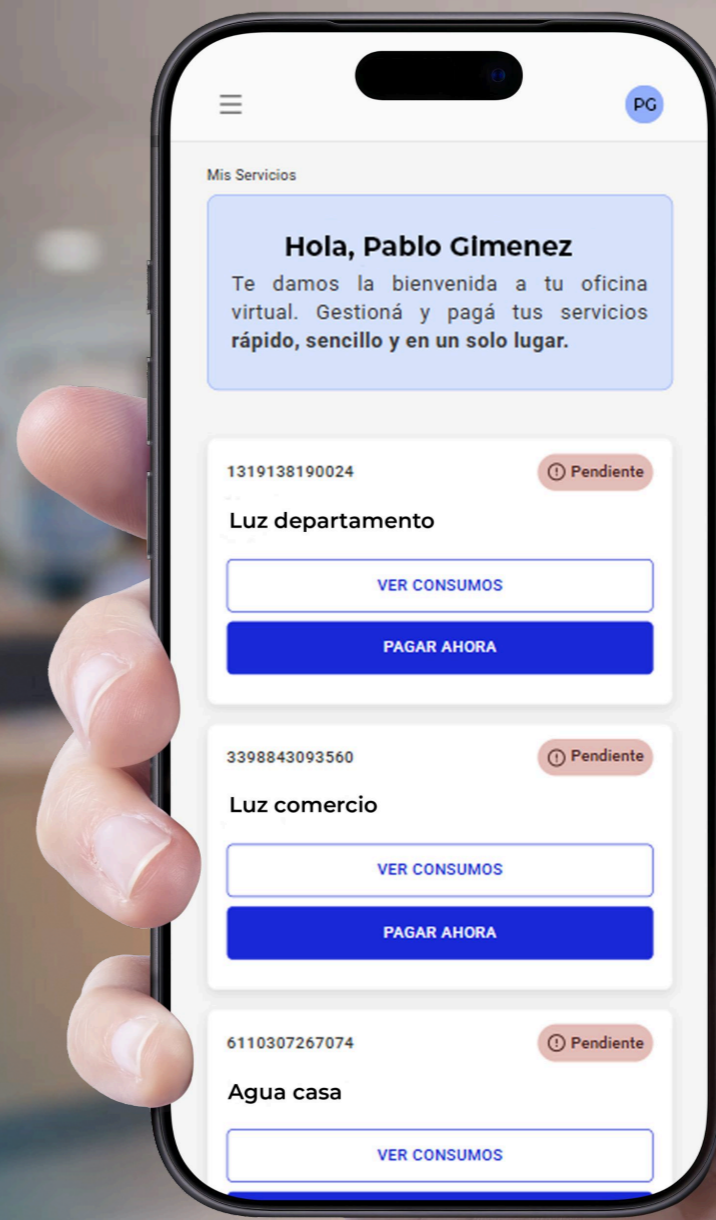 PG
Mis Servicios
Hola, Pablo Gimenez
Te damos la bienvenida a tu oficina
virtual. Gestioná y pagá tus servicios
rápido, sencillo y en un solo lugar.
1319138190024
Pendiente
Luz departamento
VER CONSUMOS
PAGAR AHORA
3398843093560
Pendiente
Luz comercio
VER CONSUMOS
PAGAR AHORA
6110307267074
Pendiente
Agua casa
VER CONSUMOS